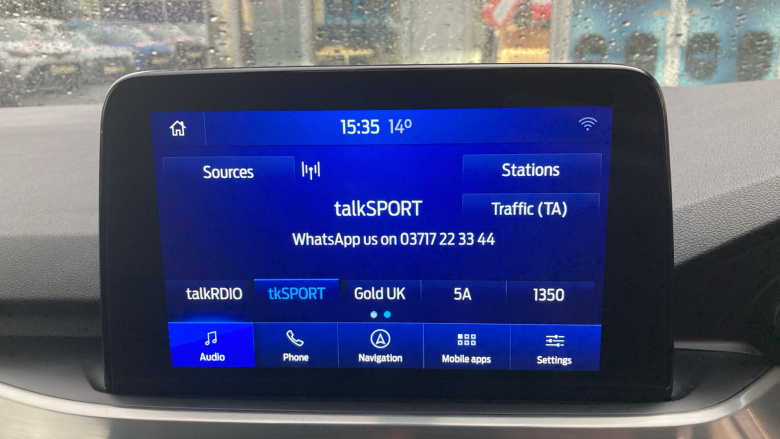 15:35 14°
Sources
Stations
talkSPORT
Traffic (TA)
WhatsApp us on 03717 22 33 44
talkRDIO tkSPORT Gold UK 5A 1350
Audio Phone Navigation Mobile apps Settings